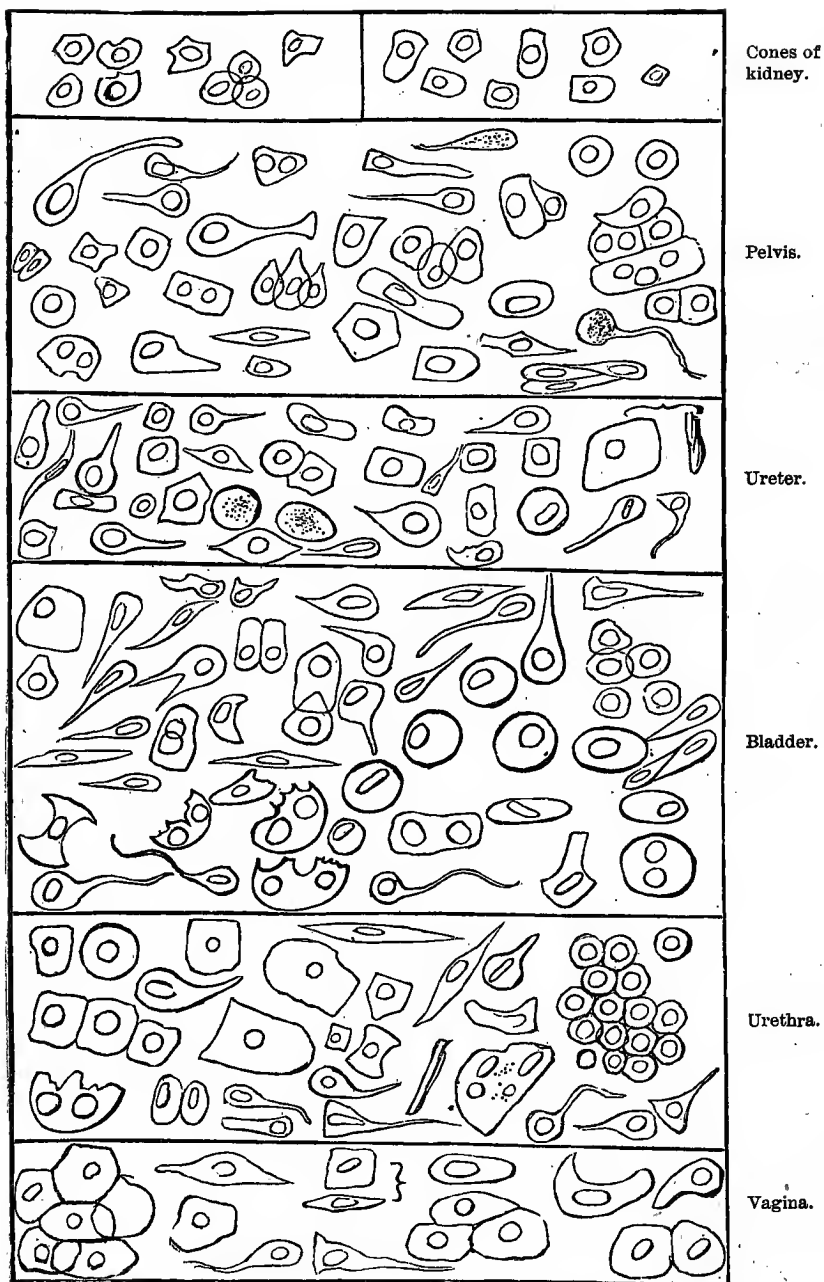 Cones of
kidney.
Pelvis.
Ureter.
Bladder.
Urethra.
Vagina.